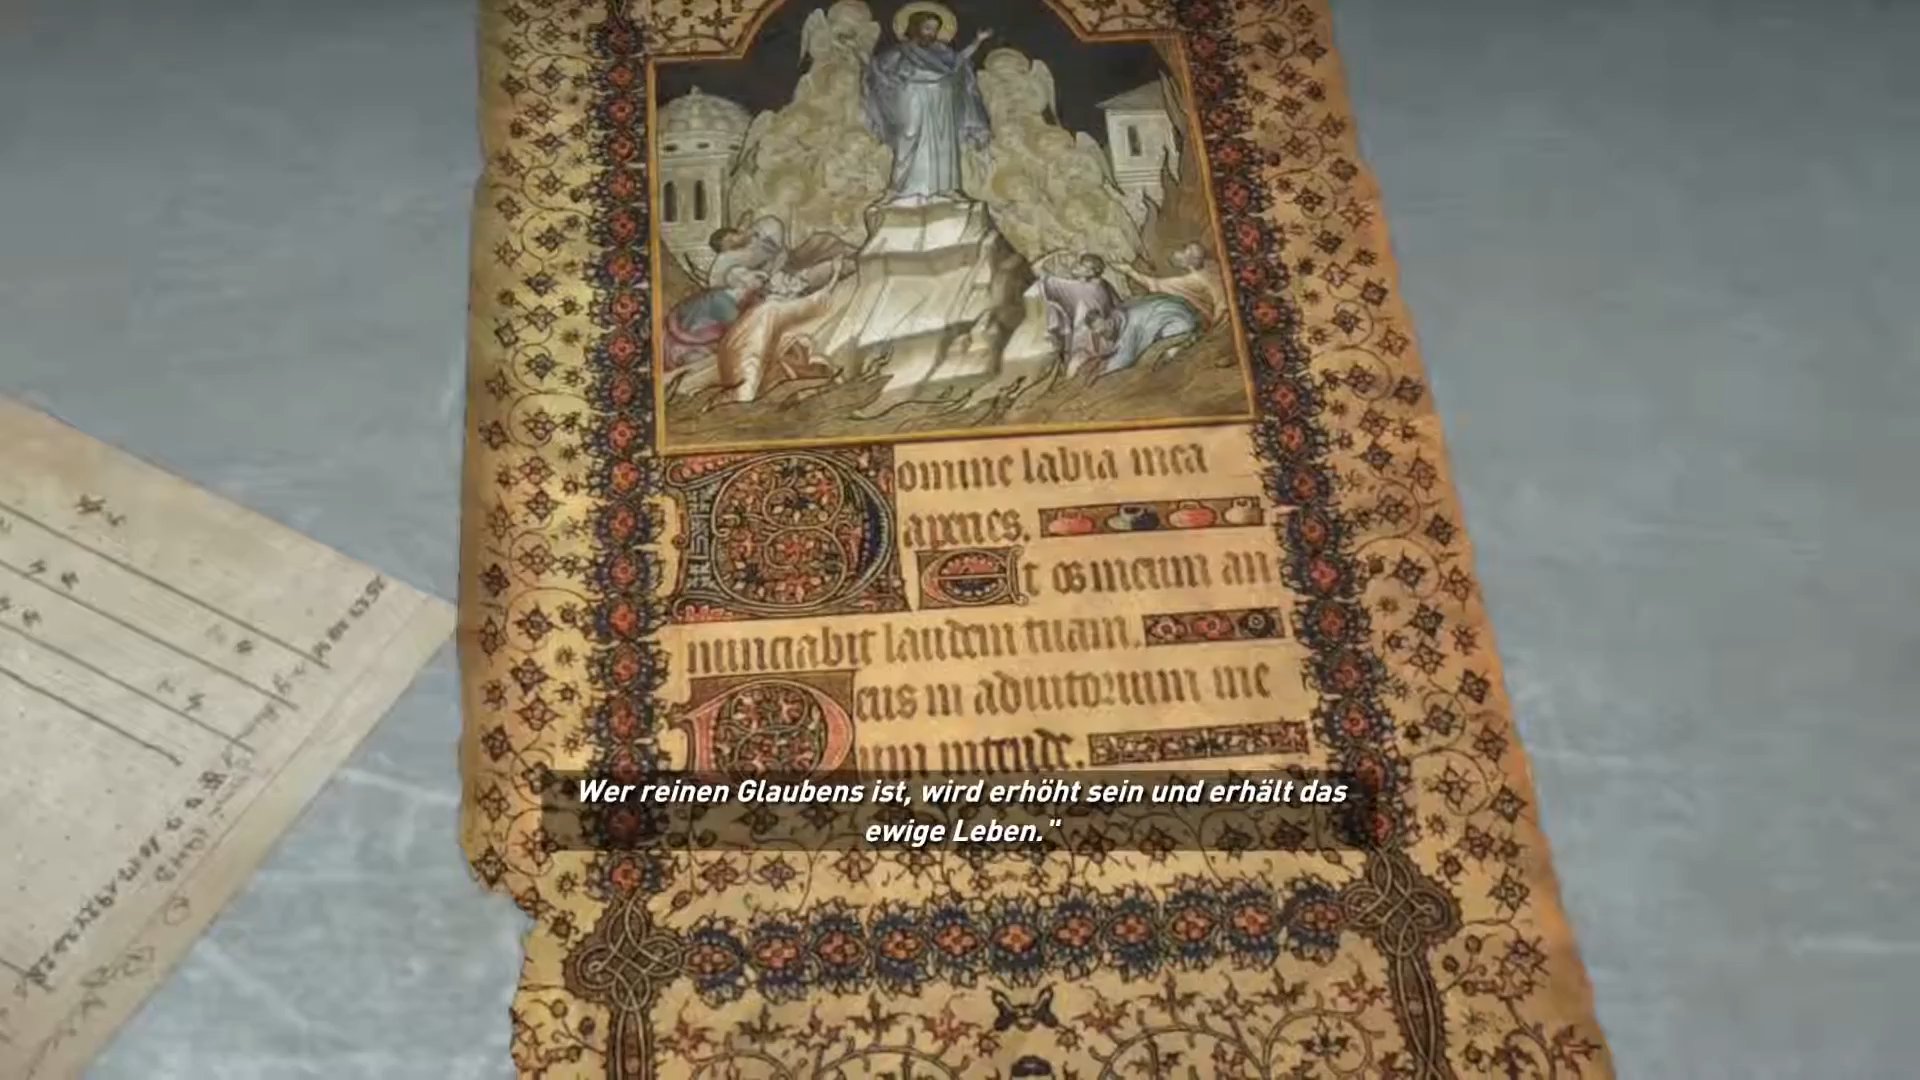 Domine labia mea
aperies.
Et os meum an
nunciabit laudem tuam.
Deus in adiutorium me
um intende.
Wer reinen Glaubens ist, wird erhöht sein und erhält das
ewige Leben."